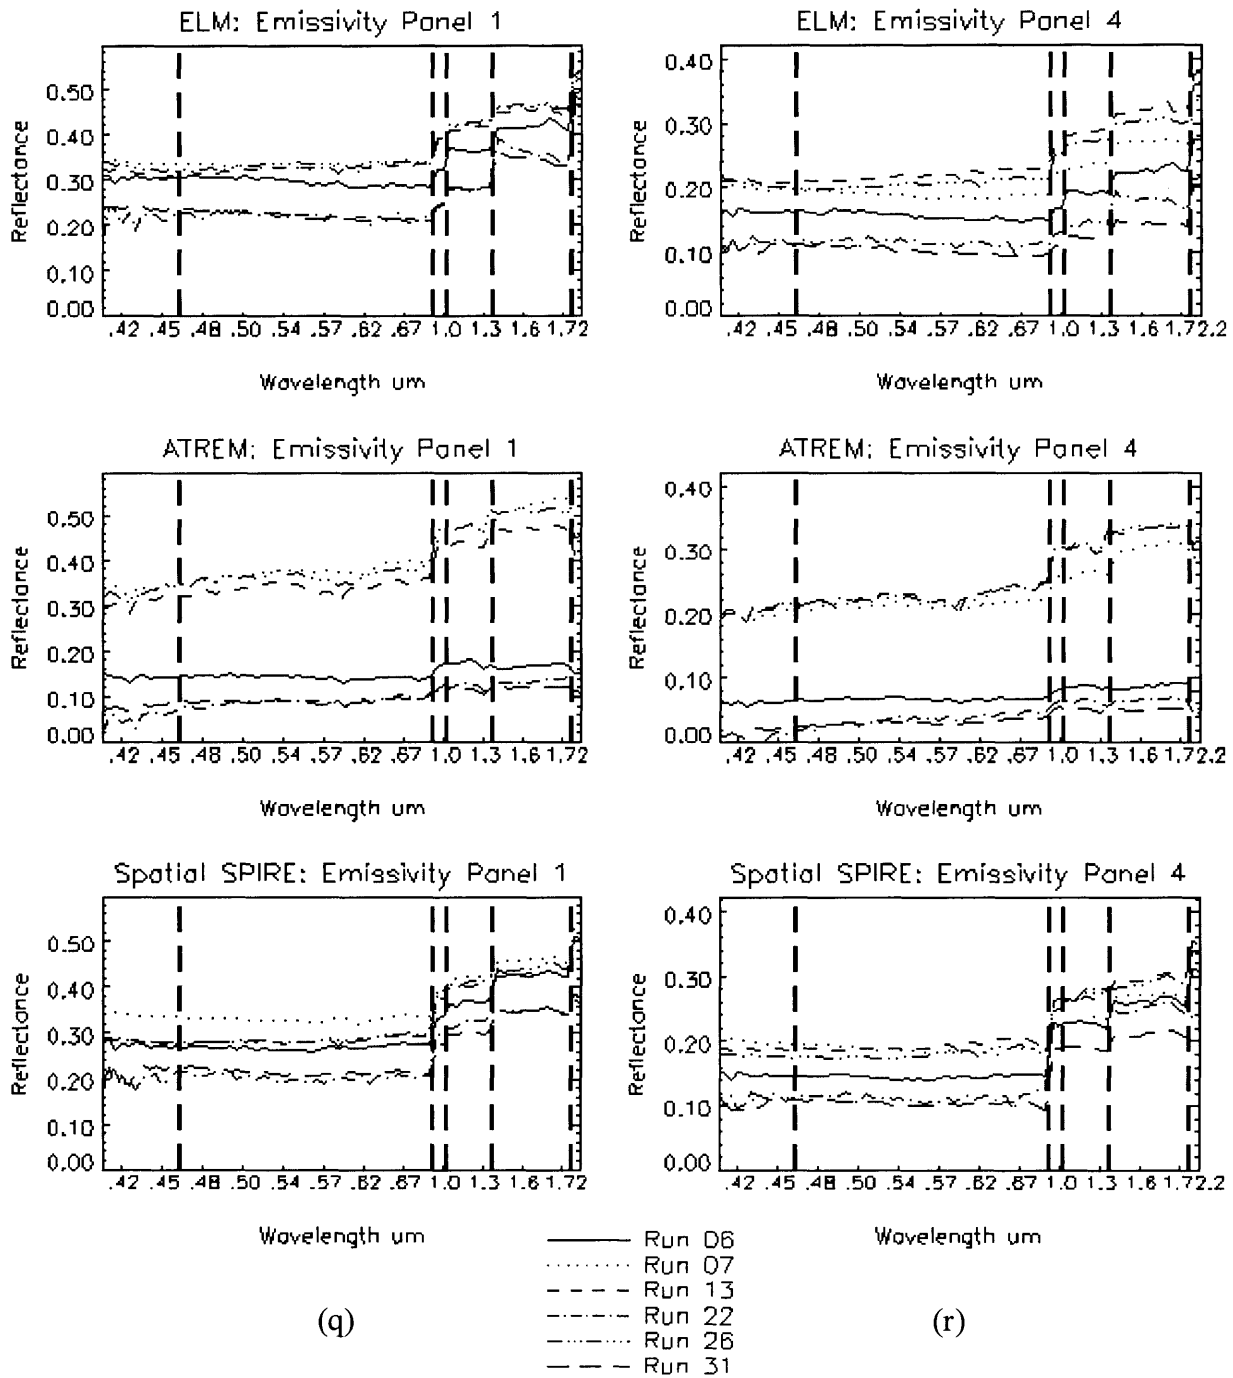 ELM: Emissivity Panel 1
0.50
0.40
0.30
0.20
0.10
0.00
Reflectance
.42 .45 .48 .50 .54 .57 .62 .67 1.0 1.3 1.6 1.72
Wavelength um
ELM: Emissivity Panel 4
0.40
0.30
0.20
0.10
0.00
Reflectance
.42 .45 .48 .50 .54 .57 .62 .67 1.0 1.3 1.6 1.72.2
Wavelength um
ATREM: Emissivity Panel 1
0.50
0.40
0.30
0.20
0.10
0.00
Reflectance
.42 .45 .48 .50 .54 .57 .62 .67 1.0 1.3 1.6 1.72
Wavelength um
ATREM: Emissivity Panel 4
0.40
0.30
0.20
0.10
0.00
Reflectance
.42 .45 .48 .50 .54 .57 .62 .67 1.0 1.3 1.6 1.72.2
Wavelength um
Spatial SPIRE: Emissivity Panel 1
0.50
0.40
0.30
0.20
0.10
0.00
Reflectance
.42 .45 .48 .50 .54 .57 .62 .67 1.0 1.3 1.6 1.72
Wavelength um
Spatial SPIRE: Emissivity Panel 4
0.40
0.30
0.20
0.10
0.00
Reflectance
.42 .45 .48 .50 .54 .57 .62 .67 1.0 1.3 1.6 1.72.2
Wavelength um
Run 06
Run 07
Run 13
Run 22
Run 26
Run 31
(q)
(r)